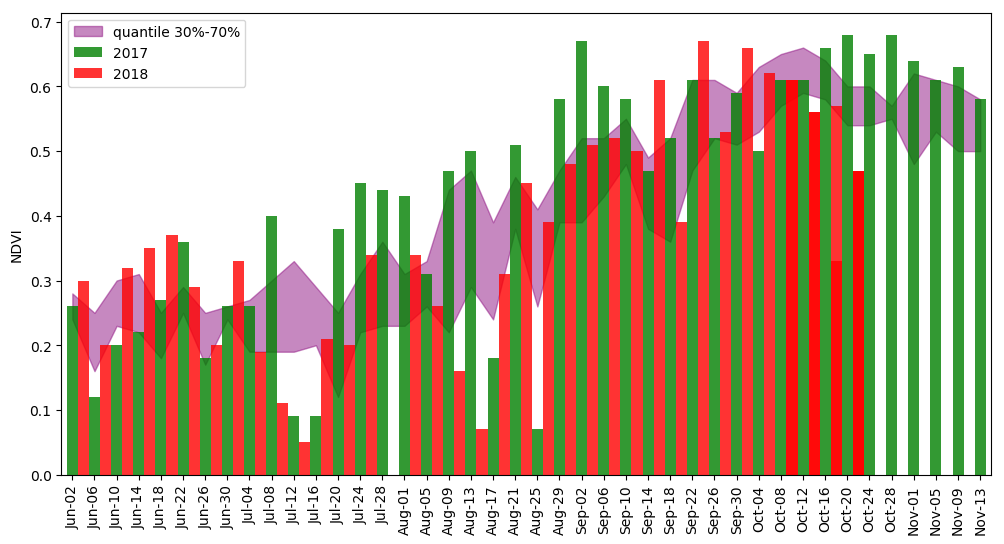 quantile 30%-70%
2017
2018
NDVI
0.7
0.6
0.5
0.4
0.3
0.2
0.1
0.0
Jun-02
Jun-06
Jun-10
Jun-14
Jun-18
Jun-22
Jun-26
Jun-30
Jul-04
Jul-08
Jul-12
Jul-16
Jul-20
Jul-24
Jul-28
Aug-01
Aug-05
Aug-09
Aug-13
Aug-17
Aug-21
Aug-25
Aug-29
Sep-02
Sep-06
Sep-10
Sep-14
Sep-18
Sep-22
Sep-26
Sep-30
Oct-04
Oct-08
Oct-12
Oct-16
Oct-20
Oct-24
Oct-28
Nov-01
Nov-05
Nov-09
Nov-13